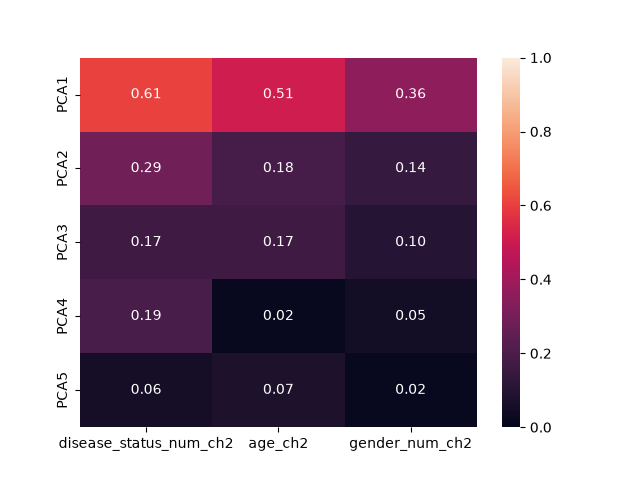 PCA1 0.61 0.51 0.36
PCA2 0.29 0.18 0.14
PCA3 0.17 0.17 0.10
PCA4 0.19 0.02 0.05
PCA5 0.06 0.07 0.02
disease_status_num_ch2 age_ch2 gender_num_ch2
1.0
0.8
0.6
0.4
0.2
0.0